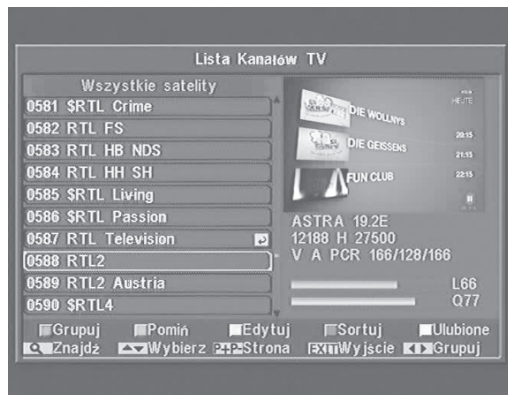 Lista Kanałów TV
Wszystkie satelity
0581 $RTL Crime
0582 RTL FS
0583 RTL HB NDS
0584 RTL HH SH
0585 $RTL Living
0586 $RTL Passion
0587 RTL Television
0588 RTL2
0589 RTL2 Austria
0590 $RTL4
HEUTE
DIE WOLLNYS
20:15
DIE GEISSENS
21:15
FUN CLUB
22:15
ASTRA 19.2E
12188 H 27500
V A PCR 166/128/166
L66
Q77
Grupuj Pomiń Edytuj Sortuj Ulubione
Znajdź Wybierz P+P- Strona EXIT Wyjście Grupuj